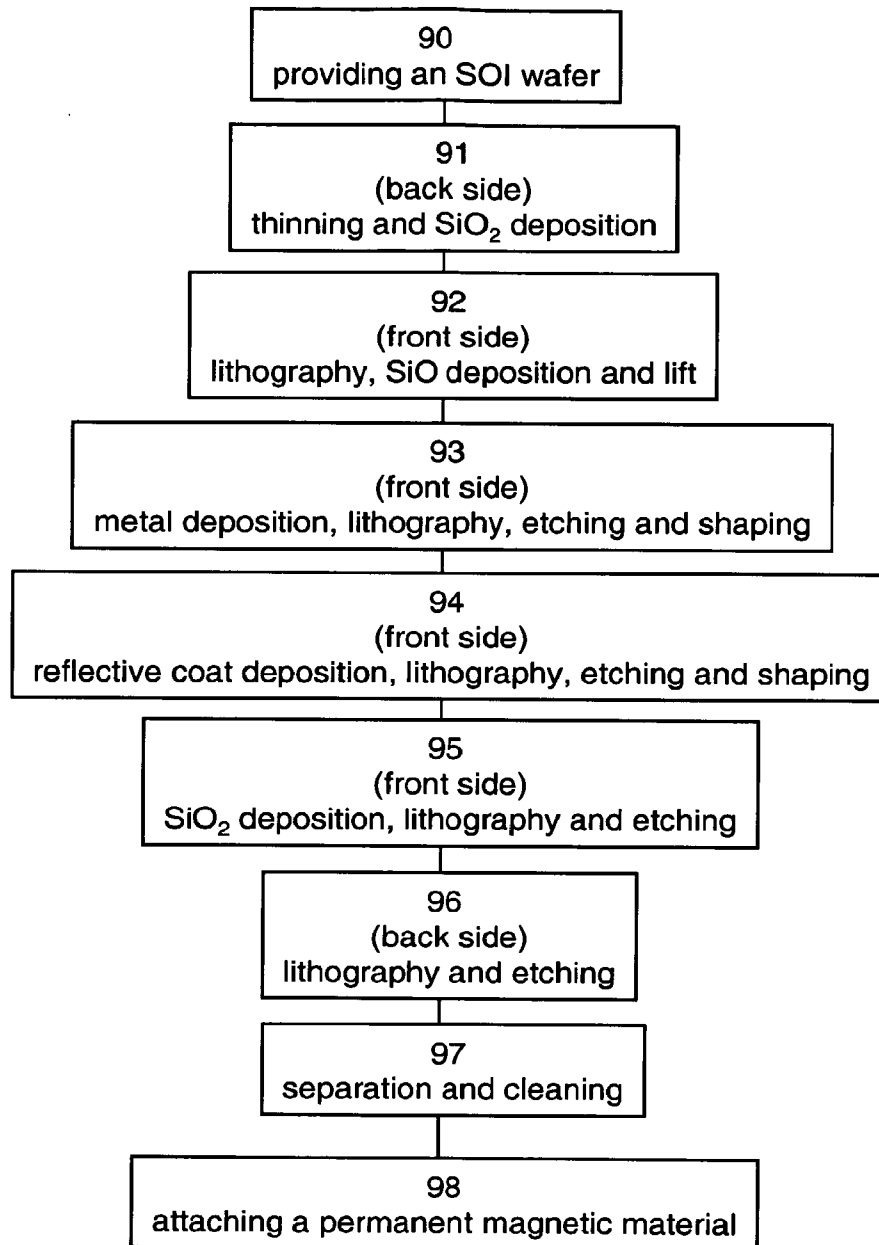 90
providing an SOI wafer
91
(back side)
thinning and SiO₂ deposition
92
(front side)
lithography, SiO deposition and lift
93
(front side)
metal deposition, lithography, etching and shaping
94
(front side)
reflective coat deposition, lithography, etching and shaping
95
(front side)
SiO₂ deposition, lithography and etching
96
(back side)
lithography and etching
97
separation and cleaning
98
attaching a permanent magnetic material